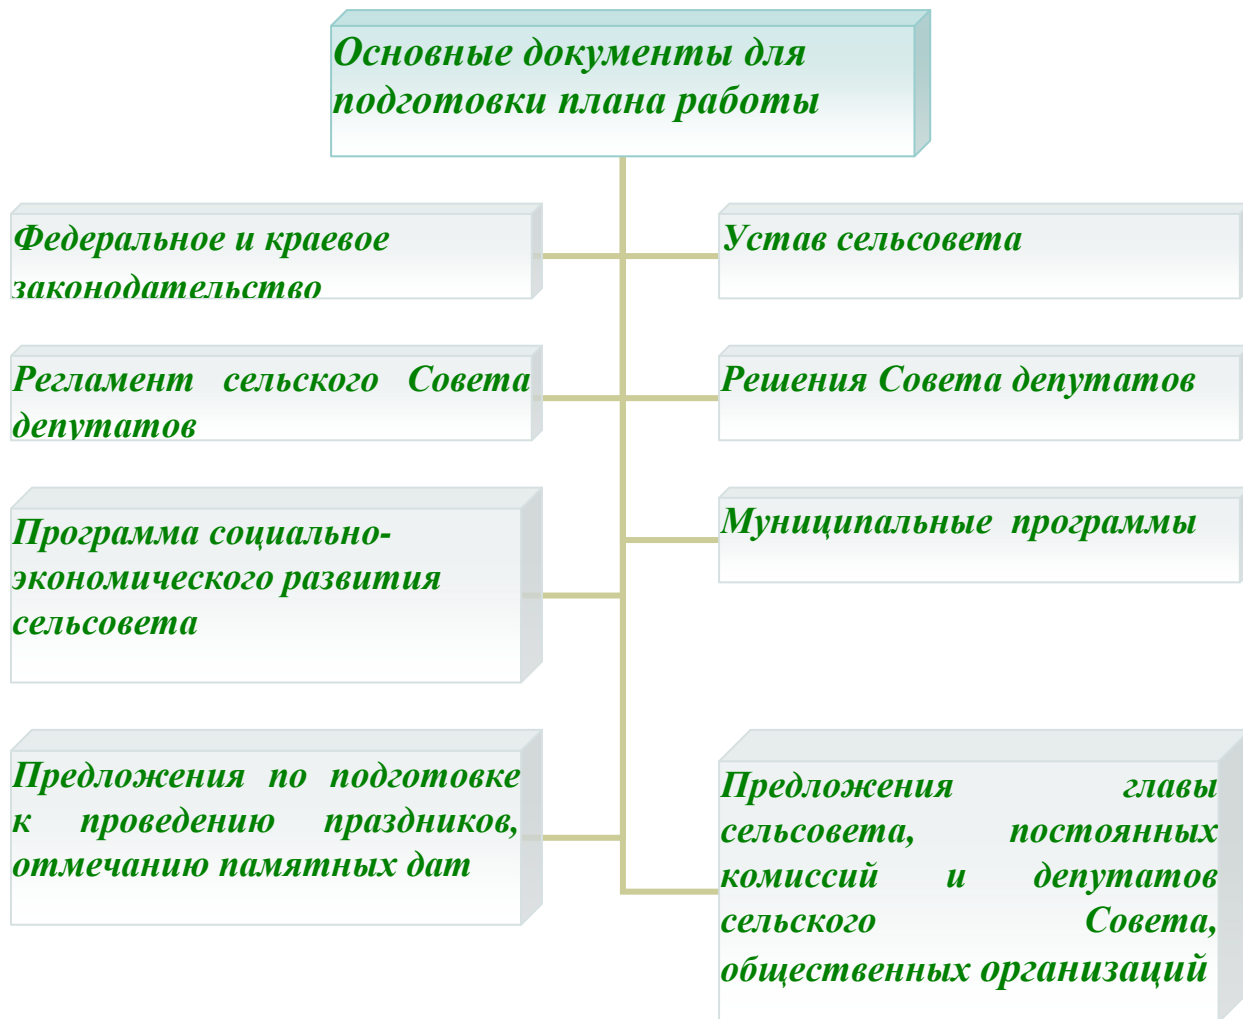 Основные документы для
подготовки плана работы
Федеральное и краевое
законодательство
Устав сельсовета
Регламент сельского Совета
депутатов
Решения Совета депутатов
Программа социально-
экономического развития
сельсовета
Муниципальные программы
Предложения по подготовке
к проведению праздников,
отмечанию памятных дат
Предложения главы
сельсовета, постоянных
комиссий и депутатов
сельского Совета,
общественных организаций